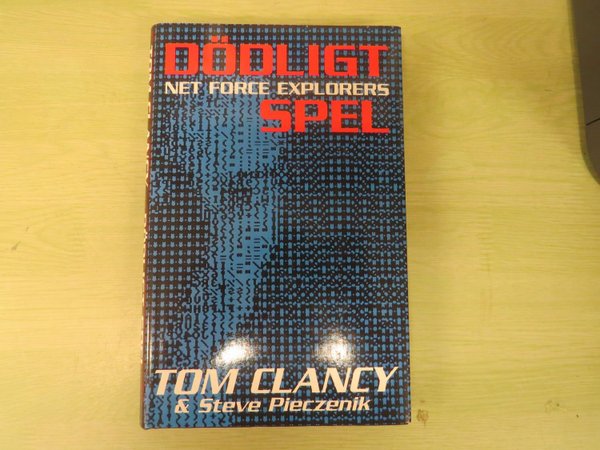 DÖDLIGT
NET FORCE EXPLORERS
SPEL
TOM CLANCY
& Steve Pieczenik